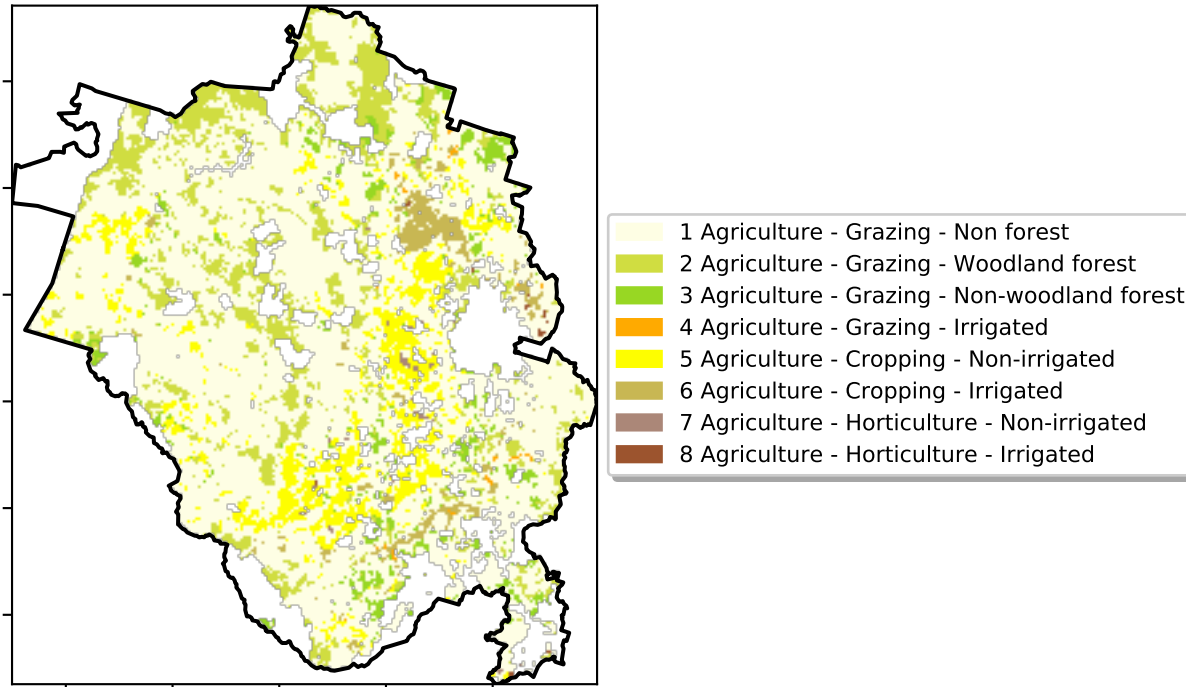 1 Agriculture - Grazing - Non forest
2 Agriculture - Grazing - Woodland forest
3 Agriculture - Grazing - Non-woodland forest
4 Agriculture - Grazing - Irrigated
5 Agriculture - Cropping - Non-irrigated
6 Agriculture - Cropping - Irrigated
7 Agriculture - Horticulture - Non-irrigated
8 Agriculture - Horticulture - Irrigated